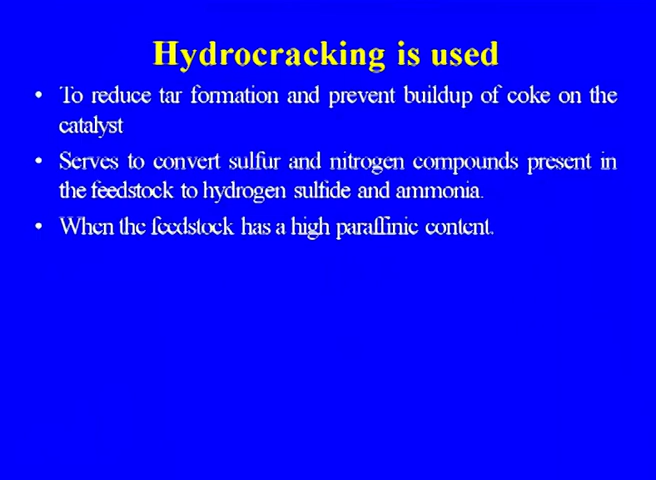 Hydrocracking is used
• To reduce tar formation and prevent buildup of coke on the
catalyst
• Serves to convert sulfur and nitrogen compounds present in
the feedstock to hydrogen sulfide and ammonia.
• When the feedstock has a high paraffinic content.